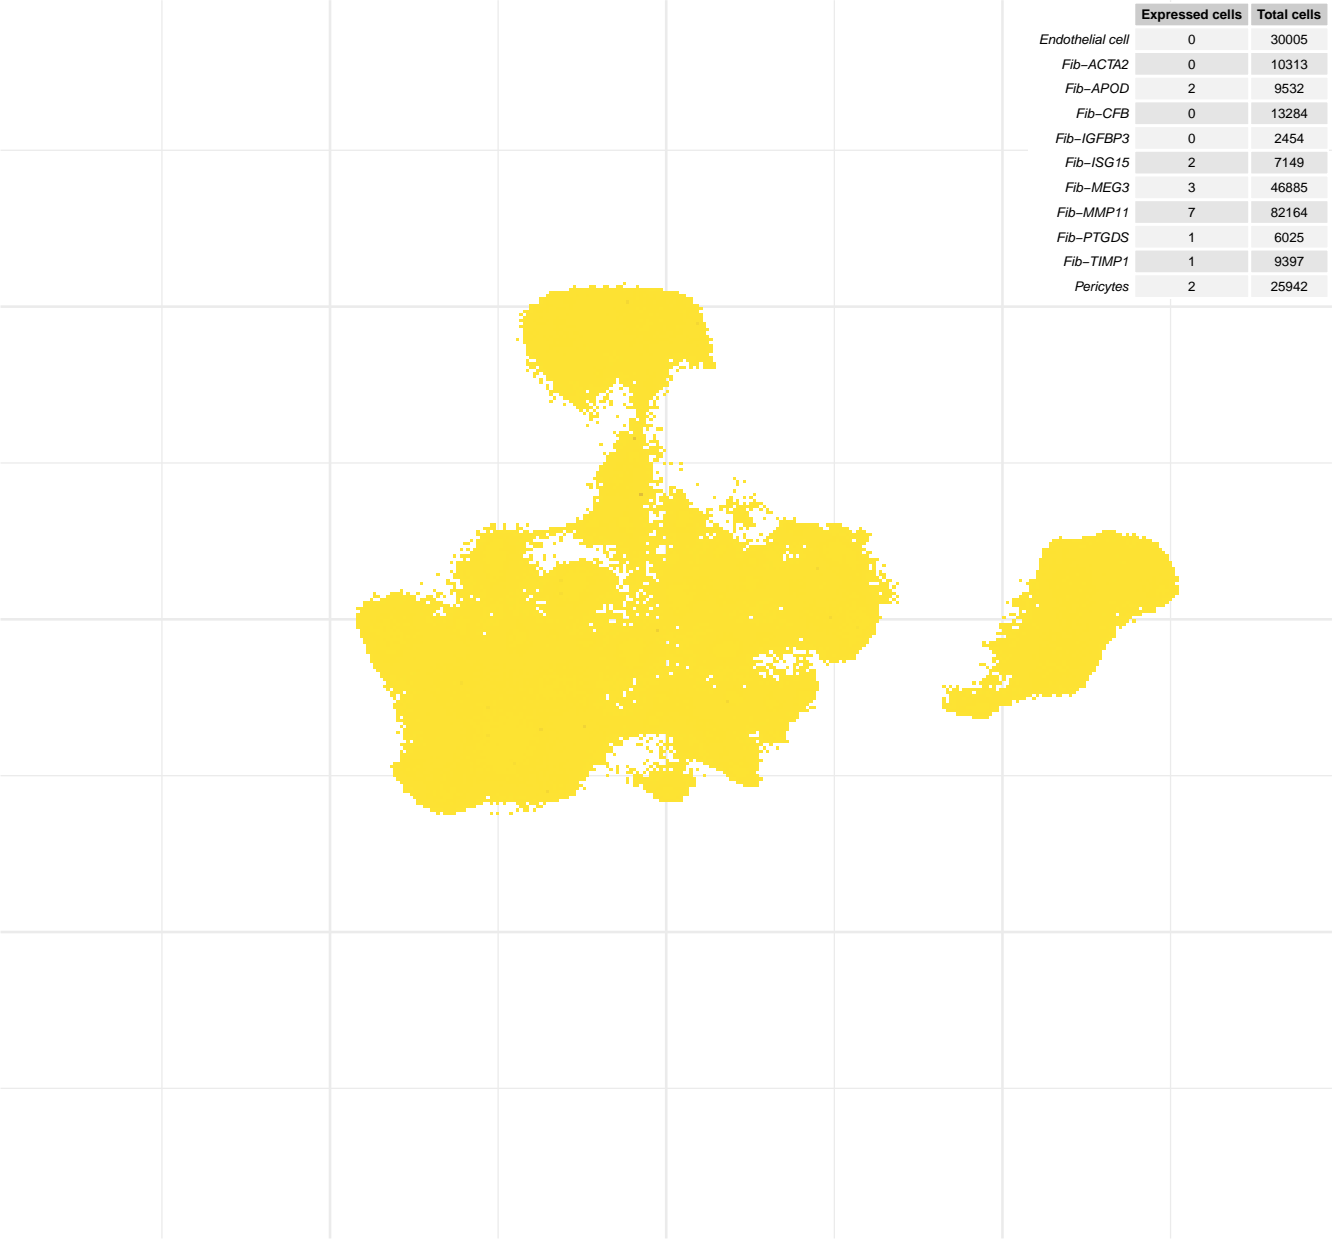 Expressed cells Total cells
Endothelial cell 0 30005
Fib−ACTA2 0 10313
Fib−APOD 2 9532
Fib−CFB 0 13284
Fib−IGFBP3 0 2454
Fib−ISG15 2 7149
Fib−MEG3 3 46885
Fib−MMP11 7 82164
Fib−PTGDS 1 6025
Fib−TIMP1 1 9397
Pericytes 2 25942